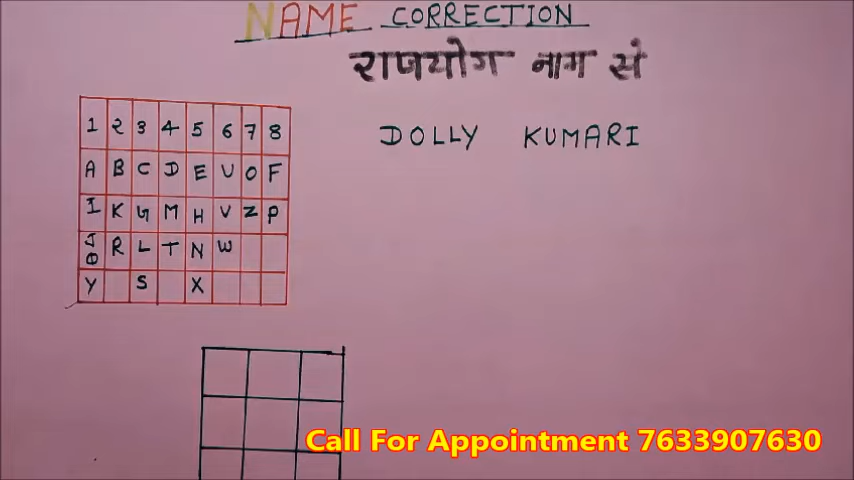 NAME CORRECTION
राजयोग नाम से
DOLLY KUMARI
1 2 3 4 5 6 7 8
A B C D E U O F
I K G M H V Z P
J Q R L T N W
Y S X
Call For Appointment 7633907630